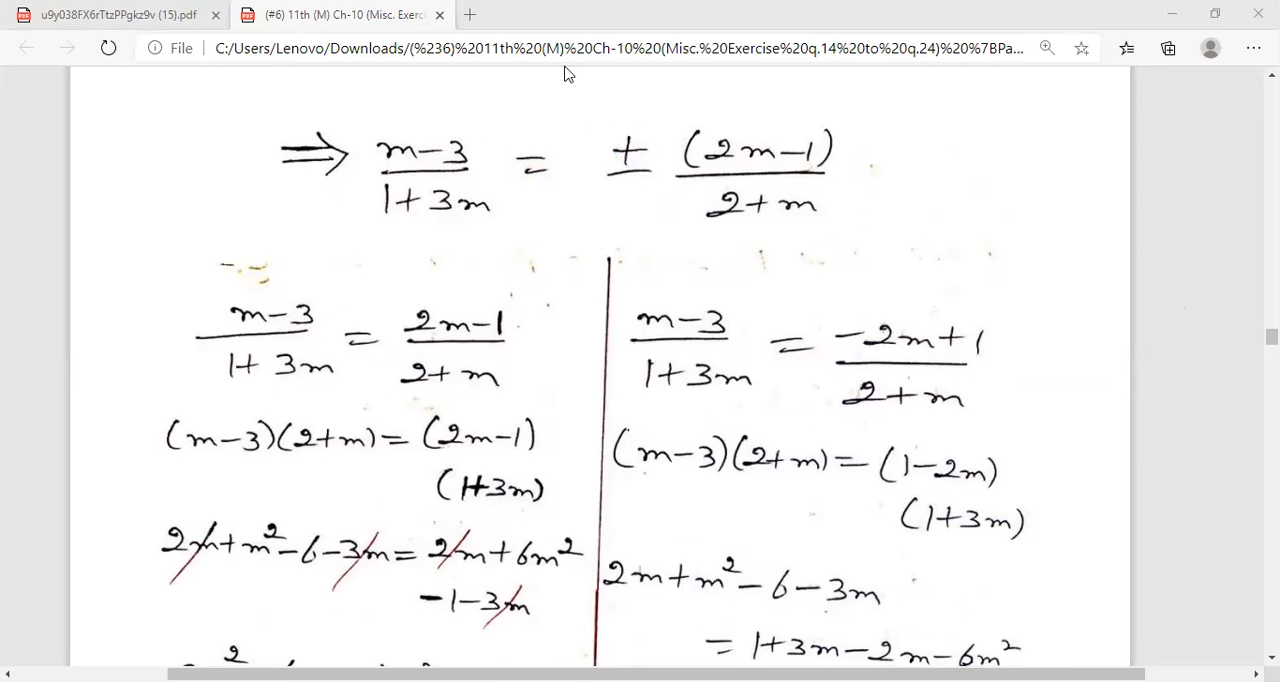 u9y038FX6rTtzPPgkz9v (15).pdf
(#6) 11th (M) Ch-10 (Misc. Exerc
File
C:/Users/Lenovo/Downloads/(%236)%2011th%20(M)%20Ch-10%20(Misc.%20Exercise%20q.14%20to%20q.24)%20%7BPa...
⇒ m-3/1+3m = ± (2m-1)/2+m
m-3/1+3m = 2m-1/2+m
(m-3)(2+m) = (2m-1)
(1+3m)
2m+m²-6-3m = 2m+6m²
-1-3m
m-3/1+3m = -2m+1/2+m
(m-3)(2+m) = (1-2m)
(1+3m)
2m+m²-6-3m
= 1+3m-2m-6m²